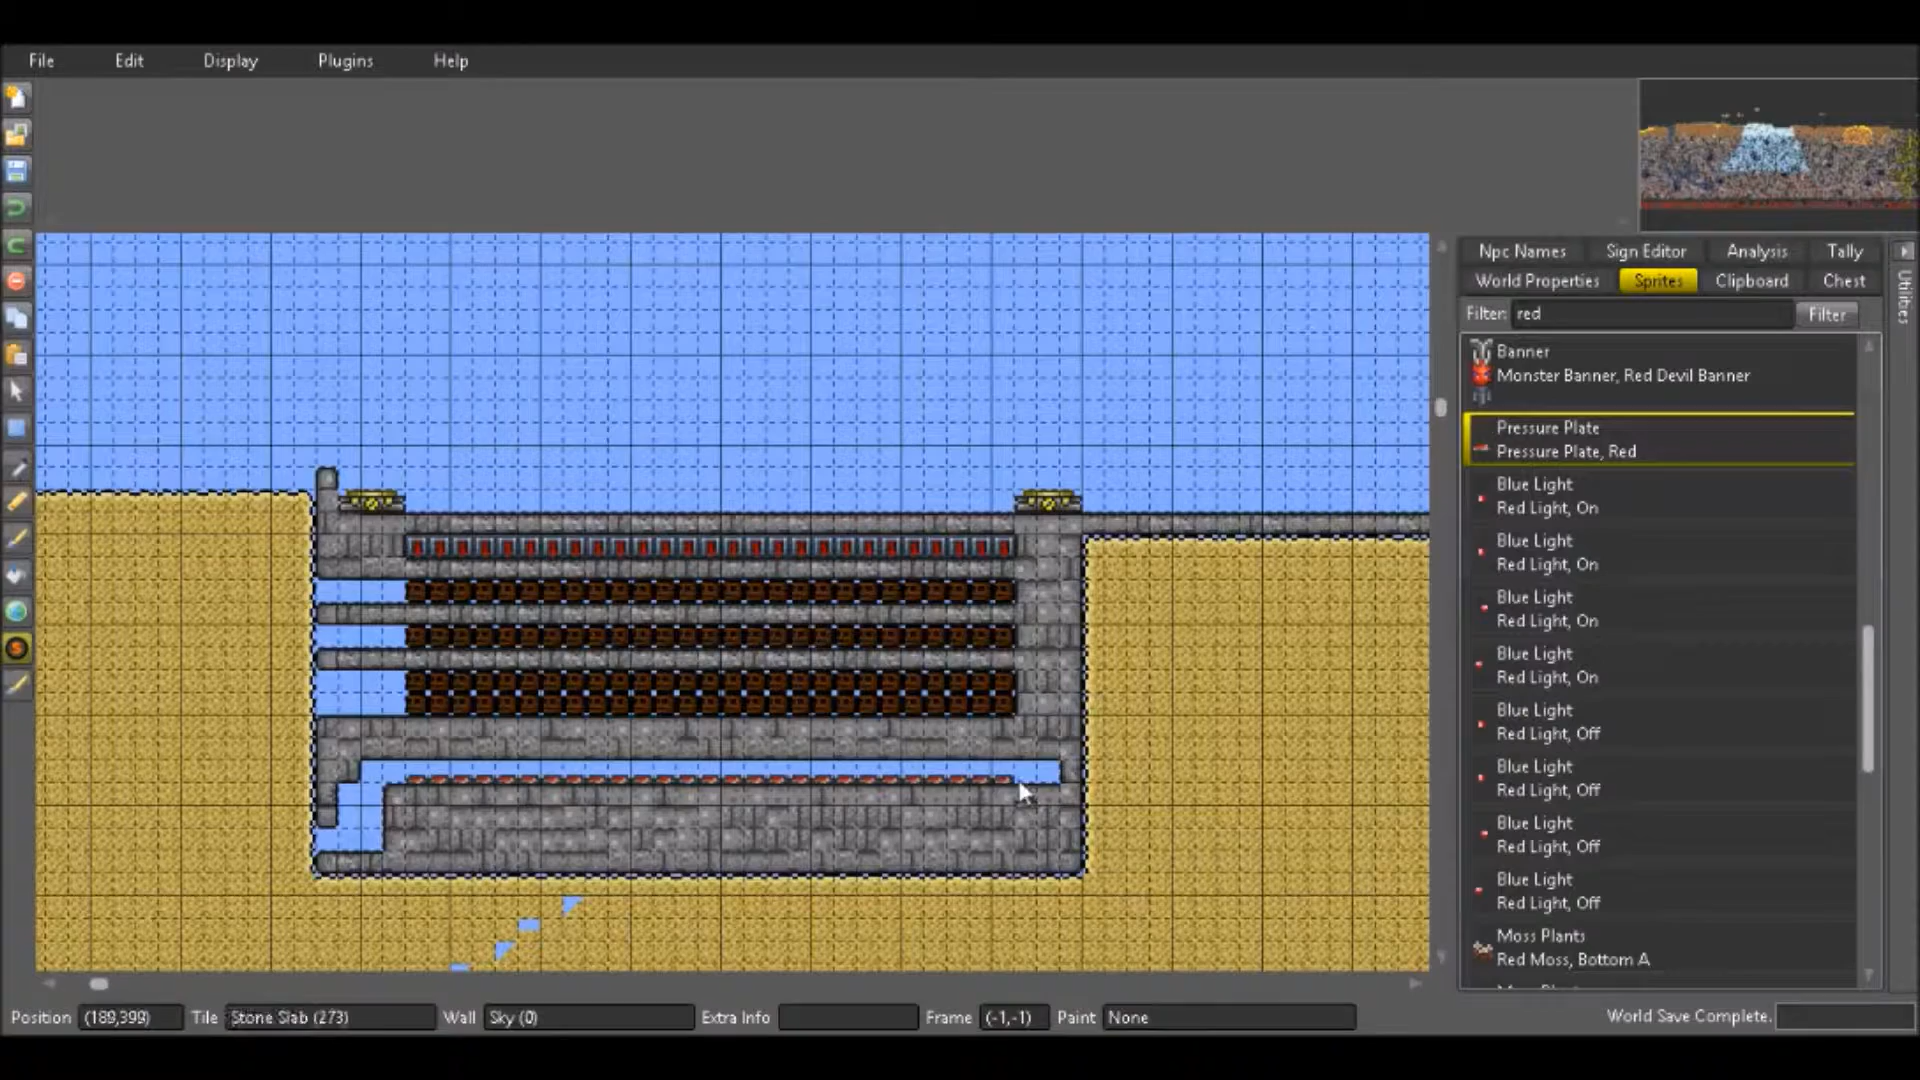 File Edit Display Plugins Help
Npc Names Sign Editor Analysis Tally
World Properties Sprites Clipboard Chest
Utilities
Filter: red Filter
Banner
Monster Banner, Red Devil Banner
Pressure Plate
Pressure Plate, Red
Blue Light
Red Light, On
Blue Light
Red Light, On
Blue Light
Red Light, On
Blue Light
Red Light, On
Blue Light
Red Light, Off
Blue Light
Red Light, Off
Blue Light
Red Light, Off
Blue Light
Red Light, Off
Moss Plants
Red Moss, Bottom A
Position (189,399) Tile Stone Slab (273) Wall Sky (0) Extra Info Frame (-1,-1) Paint None World Save Complete.